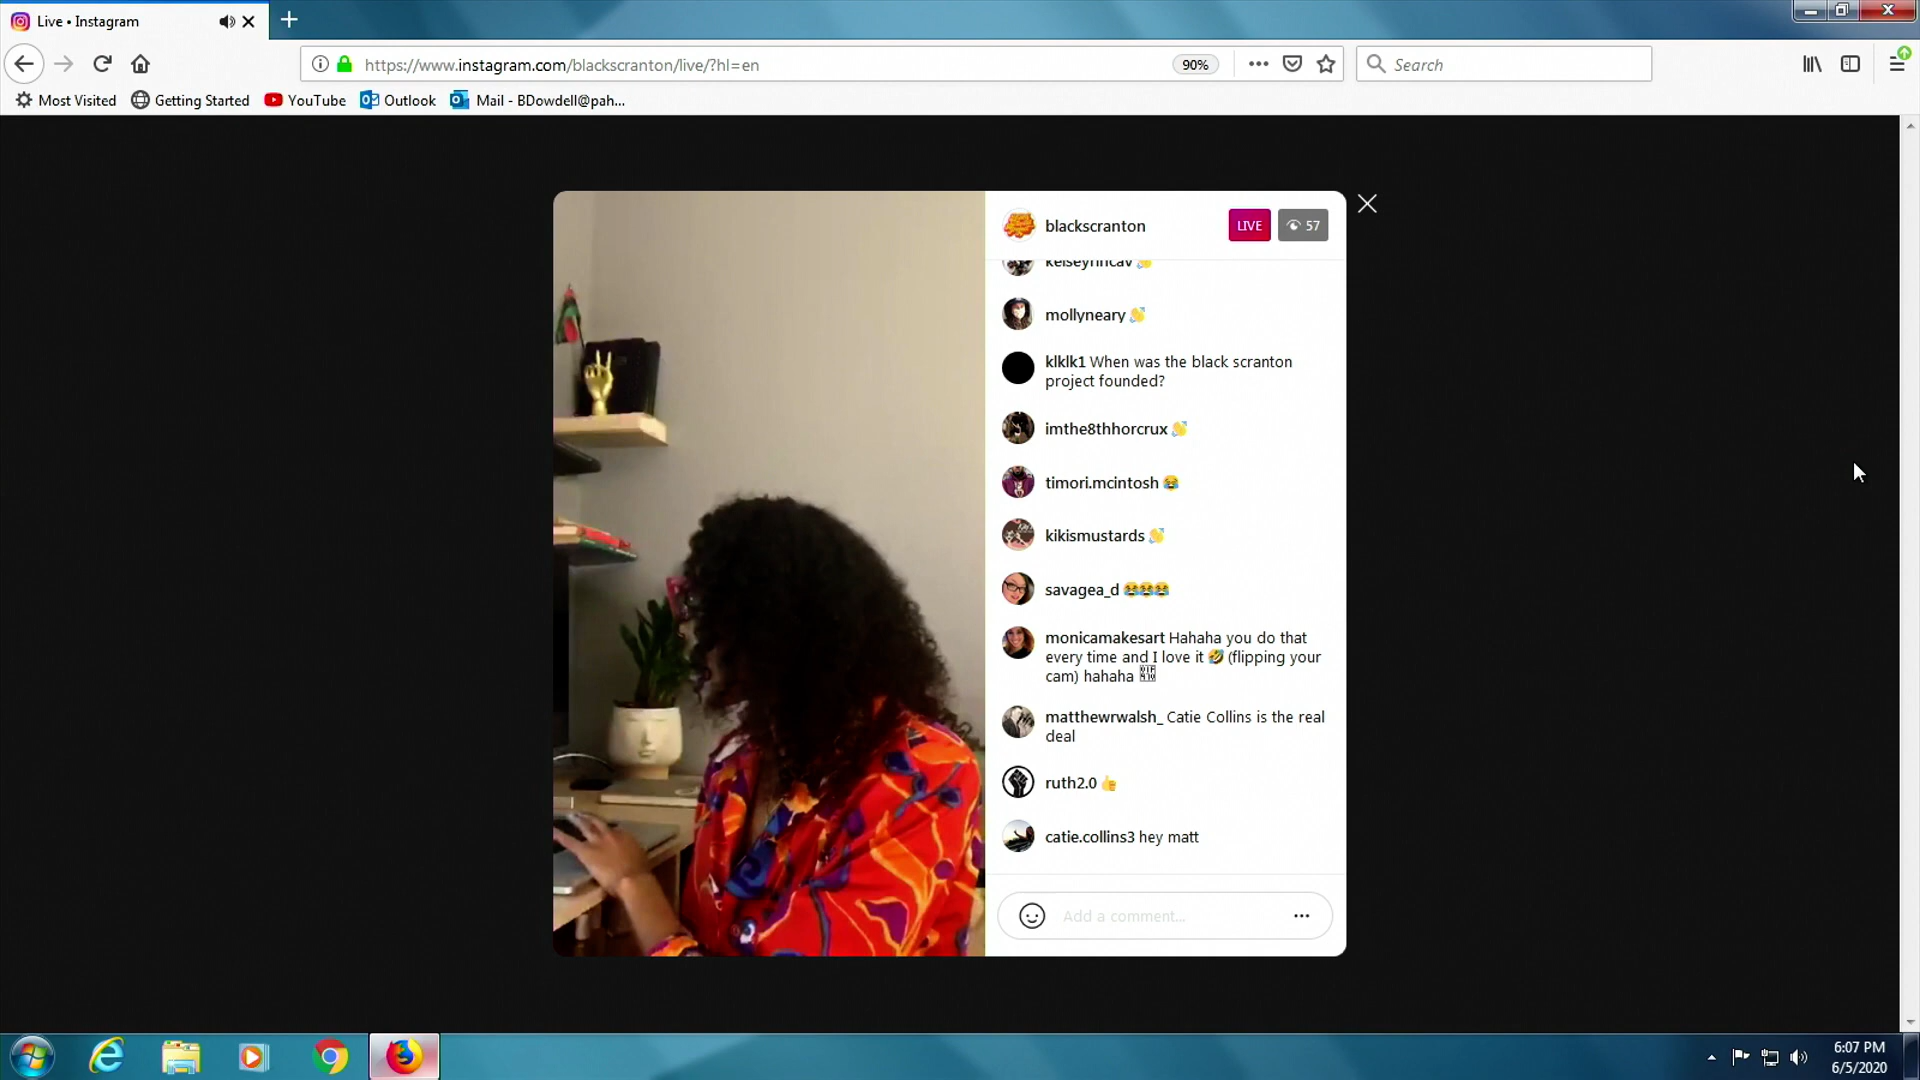 Live • Instagram
https://www.instagram.com/blackscranton/live/?hl=en
90%
Search
Most Visited
Getting Started
YouTube
Outlook
Mail - BDowdell@pah...
blackscranton
LIVE
57
mollyneary 👏
klklk1 When was the black scranton
project founded?
imthe8thhorcrux 👏
timori.mcintosh 😂
kikismustards 👏
savagea_d 😂😂😂
monicamakesart Hahaha you do that
every time and I love it 🤣 (flipping your
cam) hahaha
matthewrwalsh_ Catie Collins is the real
deal
ruth2.0 👍
catie.collins3 hey matt
Add a comment...
6:07 PM
6/5/2020